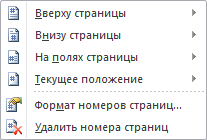 Вверху страницы
Внизу страницы
На полях страницы
Текущее положение
Формат номеров страниц...
Удалить номера страниц